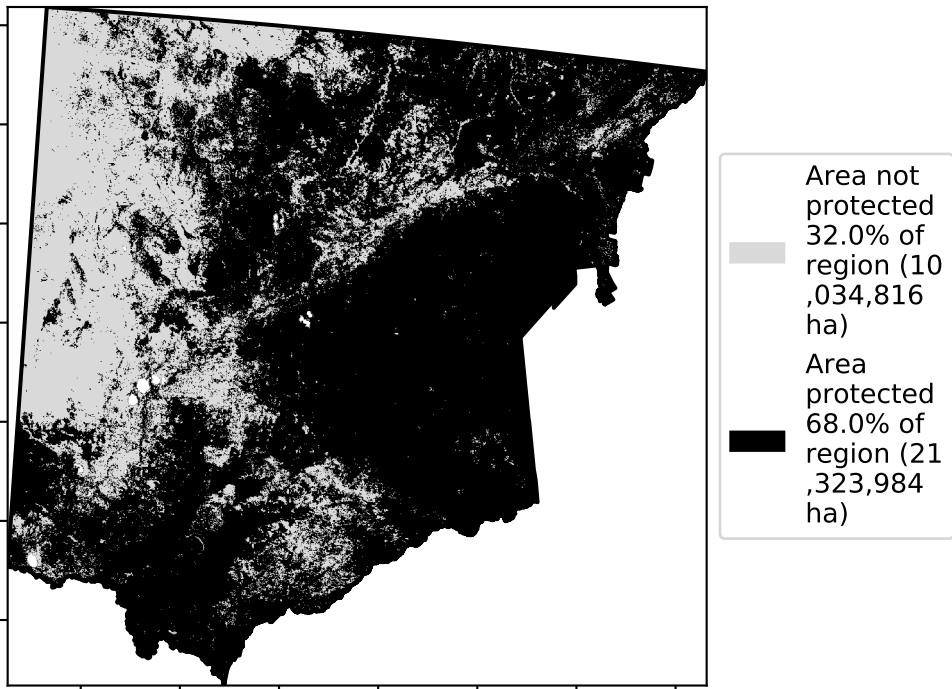 Area not
protected
32.0% of
region (10
,034,816
ha)
Area
protected
68.0% of
region (21
,323,984
ha)